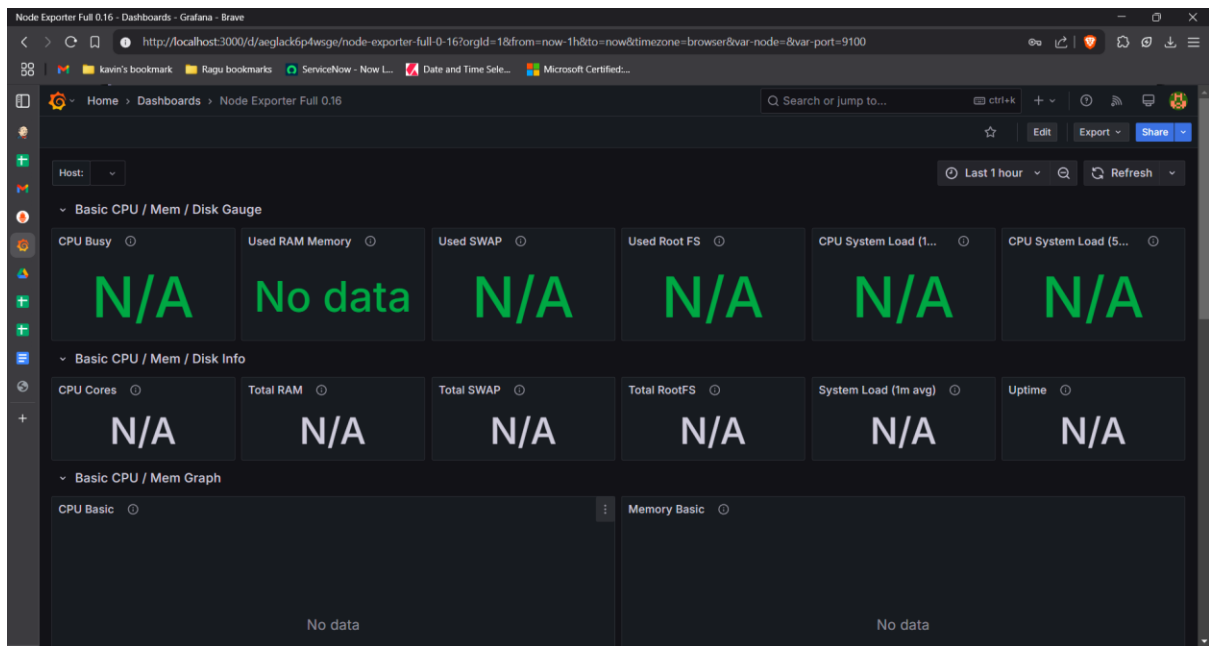 Node Exporter Full 0.16 - Dashboards - Grafana - Brave
http://localhost:3000/d/aeglack6p4wsge/node-exporter-full-0-16?orgId=1&from=now-1h&to=now&timezone=browser&var-node=&var-port=9100
kavin's bookmark Ragu bookmarks ServiceNow - Now L... Date and Time Sele... Microsoft Certified:...
Home > Dashboards > Node Exporter Full 0.16 Search or jump to... ctrl+k
Edit Export Share
Host: Last 1 hour Refresh
Basic CPU / Mem / Disk Gauge
CPU Busy Used RAM Memory Used SWAP Used Root FS CPU System Load (1... CPU System Load (5...
N/A No data N/A N/A N/A N/A
Basic CPU / Mem / Disk Info
CPU Cores Total RAM Total SWAP Total RootFS System Load (1m avg) Uptime
N/A N/A N/A N/A N/A N/A
Basic CPU / Mem Graph
CPU Basic Memory Basic
No data No data